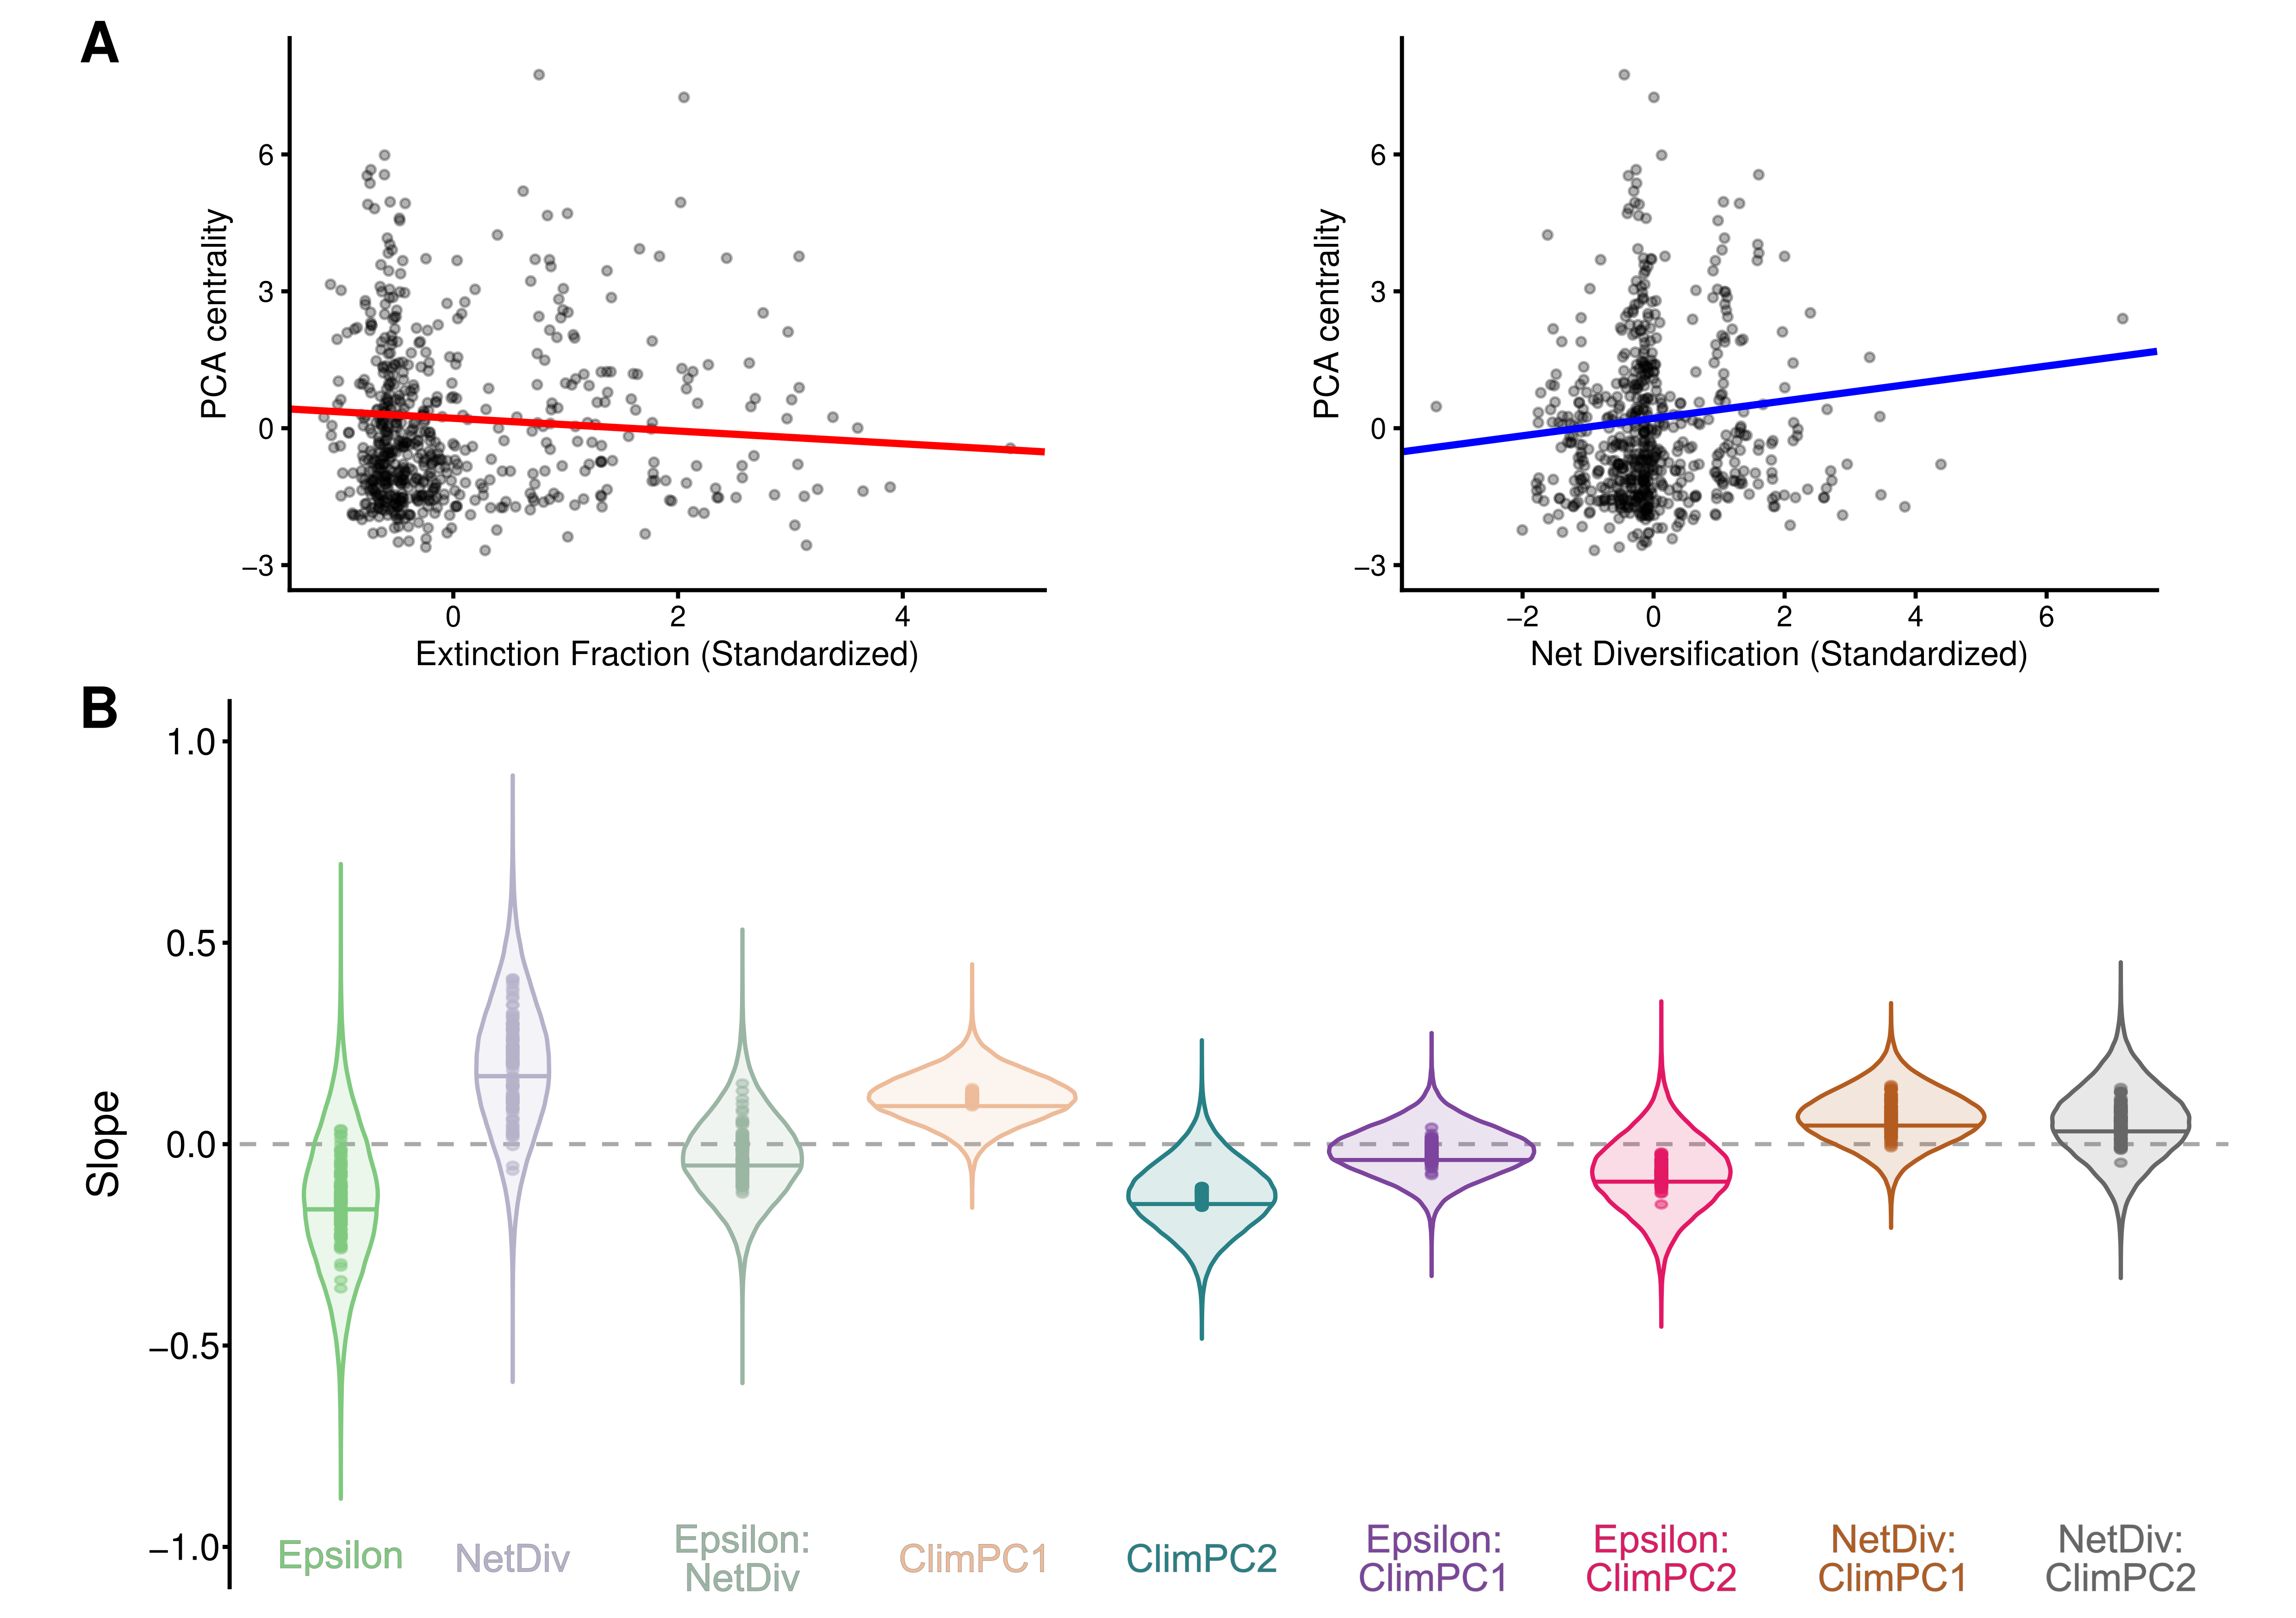 A
PCA centrality
6
3
0
−3
0
2
4
Extinction Fraction (Standardized)
PCA centrality
6
3
0
−3
−2
0
2
4
6
Net Diversification (Standardized)
B
Slope
1.0
0.5
0.0
−0.5
−1.0
Epsilon
NetDiv
Epsilon:
NetDiv
ClimPC1
ClimPC2
Epsilon:
ClimPC1
Epsilon:
ClimPC2
NetDiv:
ClimPC1
NetDiv:
ClimPC2